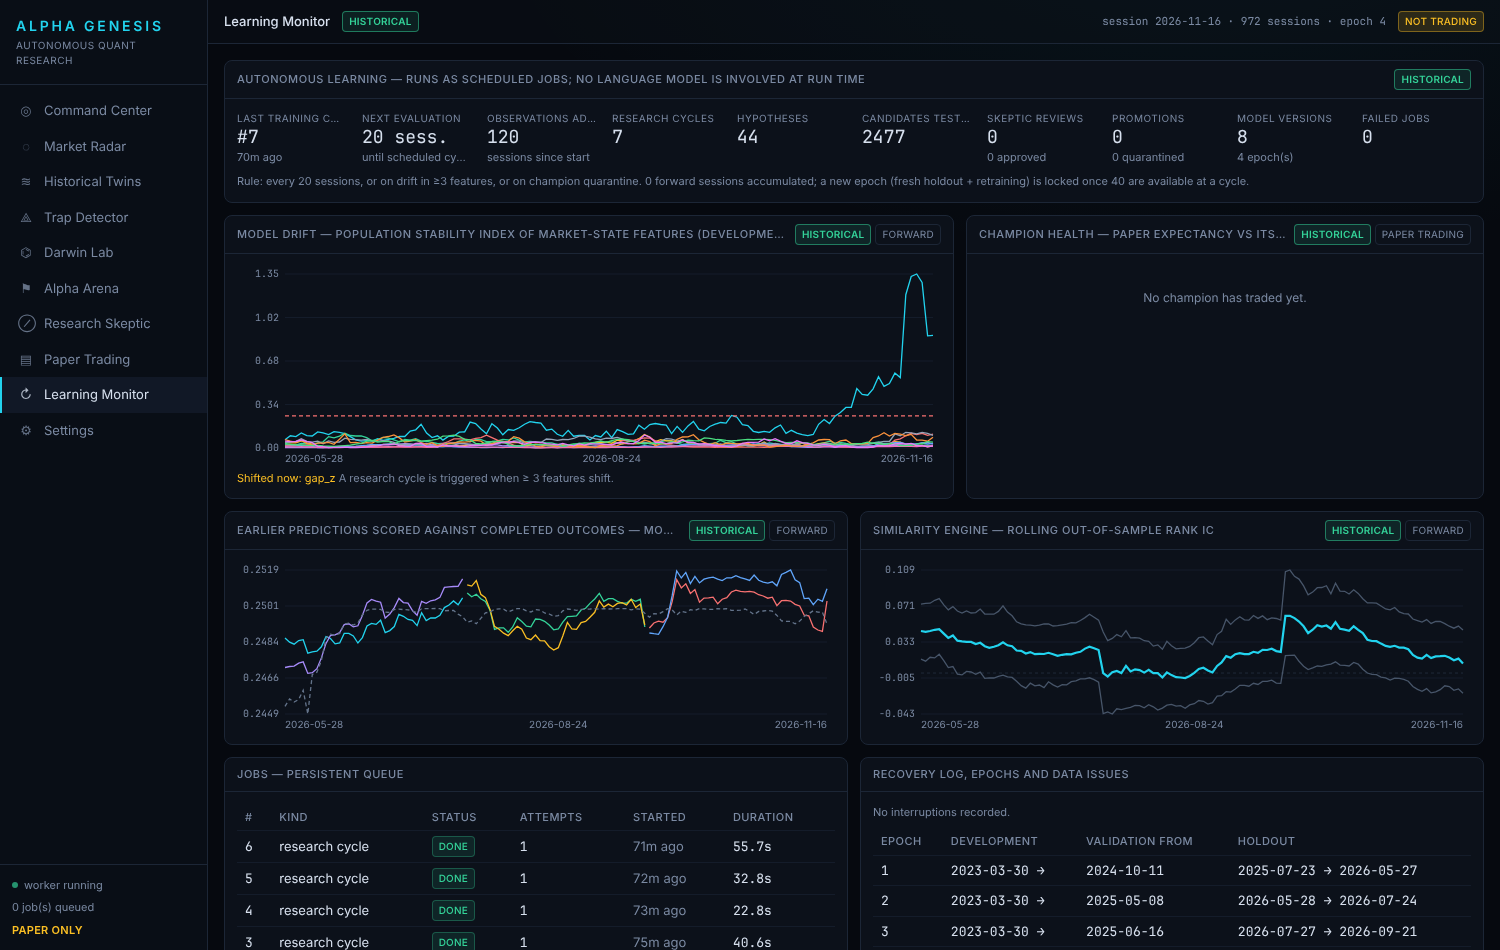 ALPHA GENESIS
AUTONOMOUS QUANT
RESEARCH
Command Center
Market Radar
Historical Twins
Trap Detector
Darwin Lab
Alpha Arena
Research Skeptic
Paper Trading
Learning Monitor
Settings
worker running
0 job(s) queued
PAPER ONLY
Learning Monitor HISTORICAL
session 2026-11-16 · 972 sessions · epoch 4 NOT TRADING
AUTONOMOUS LEARNING — RUNS AS SCHEDULED JOBS; NO LANGUAGE MODEL IS INVOLVED AT RUN TIME HISTORICAL
LAST TRAINING C... NEXT EVALUATION OBSERVATIONS AD... RESEARCH CYCLES HYPOTHESES CANDIDATES TEST... SKEPTIC REVIEWS PROMOTIONS MODEL VERSIONS FAILED JOBS
#7 20 sess. 120 7 44 2477 0 0 8 0
70m ago until scheduled cy... sessions since start 0 approved 0 quarantined 4 epoch(s)
Rule: every 20 sessions, or on drift in ≥3 features, or on champion quarantine. 0 forward sessions accumulated; a new epoch (fresh holdout + retraining) is locked once 40 are available at a cycle.
MODEL DRIFT — POPULATION STABILITY INDEX OF MARKET-STATE FEATURES (DEVELOPME... HISTORICAL FORWARD
1.35
1.02
0.68
0.34
0.00
2026-05-28 2026-08-24 2026-11-16
Shifted now: gap_z A research cycle is triggered when ≥ 3 features shift.
CHAMPION HEALTH — PAPER EXPECTANCY VS ITS... HISTORICAL PAPER TRADING
No champion has traded yet.
EARLIER PREDICTIONS SCORED AGAINST COMPLETED OUTCOMES — MO... HISTORICAL FORWARD
0.2519
0.2501
0.2484
0.2466
0.2449
2026-05-28 2026-08-24 2026-11-16
SIMILARITY ENGINE — ROLLING OUT-OF-SAMPLE RANK IC HISTORICAL FORWARD
0.109
0.071
0.033
-0.005
-0.043
2026-05-28 2026-08-24 2026-11-16
JOBS — PERSISTENT QUEUE
# KIND STATUS ATTEMPTS STARTED DURATION
6 research cycle DONE 1 71m ago 55.7s
5 research cycle DONE 1 72m ago 32.8s
4 research cycle DONE 1 73m ago 22.8s
3 research cycle DONE 1 75m ago 40.6s
RECOVERY LOG, EPOCHS AND DATA ISSUES
No interruptions recorded.
EPOCH DEVELOPMENT VALIDATION FROM HOLDOUT
1 2023-03-30 → 2024-10-11 2025-07-23 → 2026-05-27
2 2023-03-30 → 2025-05-08 2026-05-28 → 2026-07-24
3 2023-03-30 → 2025-06-16 2026-07-27 → 2026-09-21